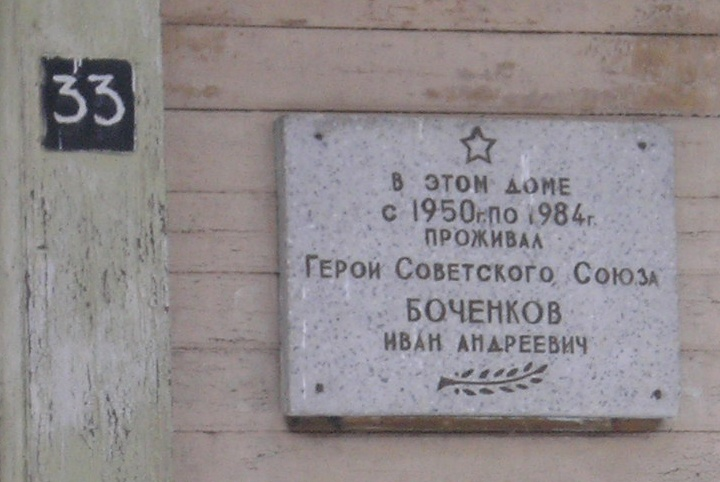 33
В ЭТОМ ДОМЕ
С 1950г. ПО 1984г.
ПРОЖИВАЛ
ГЕРОЙ СОВЕТСКОГО СОЮЗА
БОЧЕНКОВ
ИВАН АНДРЕЕВИЧ